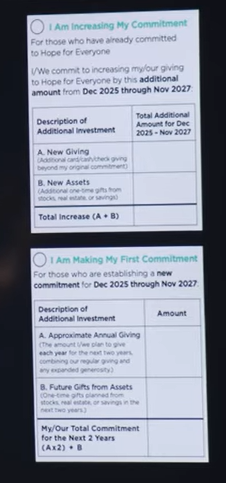 I Am Increasing My Commitment
For those who have already committed
to Hope for Everyone
I/We commit to increasing my/our giving
to Hope for Everyone by this additional
amount from Dec 2025 through Nov 2027:
Description of
Additional Investment
Total Additional
Amount for Dec
2025 - Nov 2027
A. New Giving
(Additional card/cash/check giving
beyond my original commitment)
B. New Assets
(Additional one-time gifts from
stocks, real estate, or savings)
Total Increase (A + B)
I Am Making My First Commitment
For those who are establishing a new
commitment for Dec 2025 through Nov 2027.
Description of
Additional Investment
Amount
A. Approximate Annual Giving
(The amount I/we plan to give
each year for the next two years,
combining our regular giving and
any expanded generosity.)
B. Future Gifts from Assets
(One-time gifts planned from
stocks, real estate, or savings in the
next two years.)
My/Our Total Commitment
for the Next 2 Years
(Ax2) + B